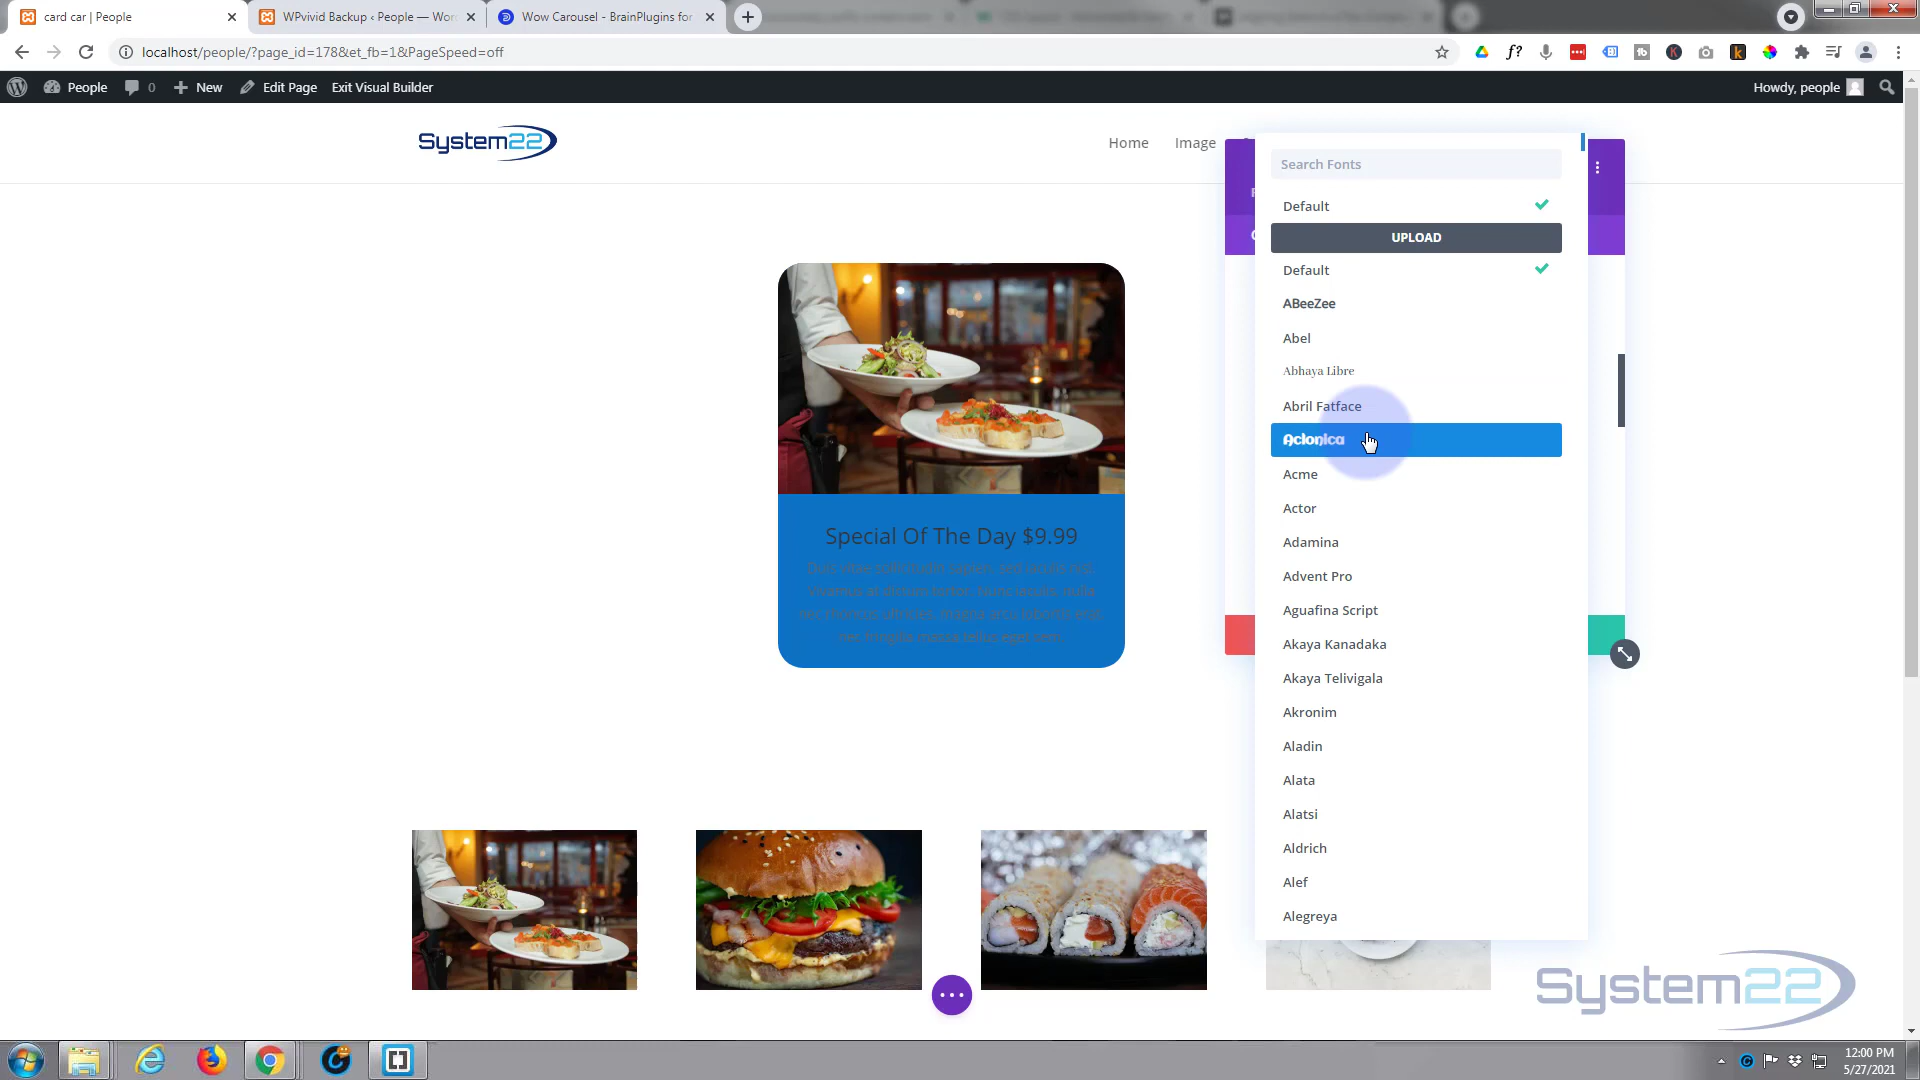 card car | People
WPvivid Backup ‹ People — Wor
Wow Carousel - BrainPlugins for
localhost/people/?page_id=178&et_fb=1&PageSpeed=off
People
0
New
Edit Page
Exit Visual Builder
Howdy, people
System22
Home
Image
Search Fonts
Default
UPLOAD
Default
ABeeZee
Abel
Abhaya Libre
Abril Fatface
Aclonica
Acme
Actor
Adamina
Advent Pro
Aguafina Script
Akaya Kanadaka
Akaya Telivigala
Akronim
Aladin
Alata
Alatsi
Aldrich
Alef
Alegreya
Special Of The Day $9.99
System22
12:00 PM
5/27/2021